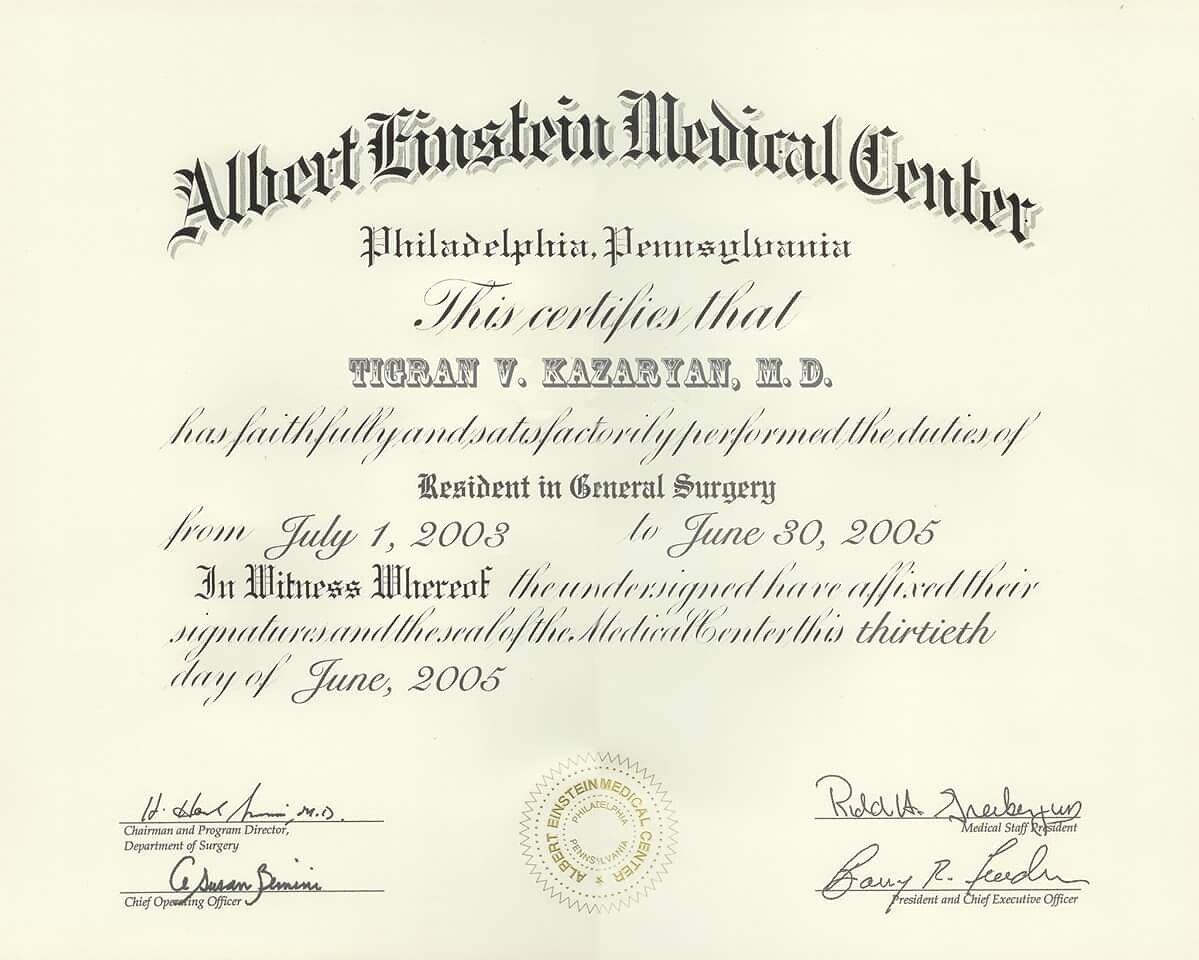 Albert Einstein Medical Center
Philadelphia, Pennsylvania
This certifies that
TIGRAN V. KAZARYAN, M. D.
has faithfully and satisfactorily performed the duties of
Resident in General Surgery
from July 1, 2003 to June 30, 2005
In Witness Whereof the undersigned have affixed their
signatures and the seal of the Medical Center this thirtieth
day of June, 2005
H. M.D.
Chairman and Program Director,
Department of Surgery
Susan
Chief Operating Officer
ALBERT EINSTEIN MEDICAL CENTER
PHILADELPHIA
PENNSYLVANIA
H.
Medical Staff President
Barry R.
President and Chief Executive Officer